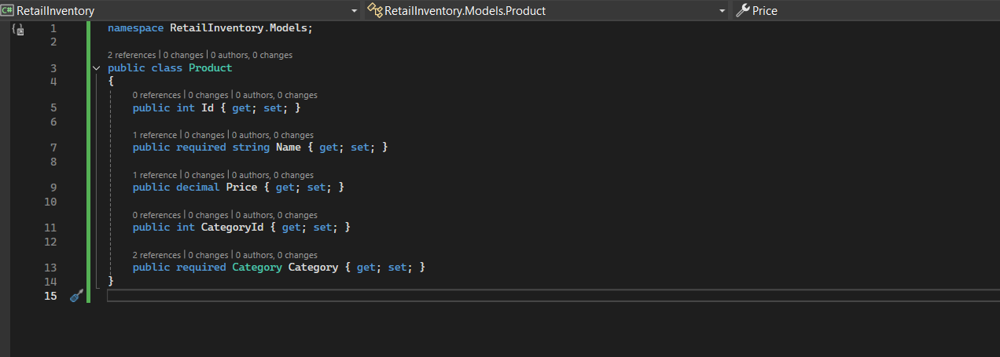 C# RetailInventory RetailInventory.Models.Product Price
1 namespace RetailInventory.Models;
2
2 references | 0 changes | 0 authors, 0 changes
3 public class Product
4 {
0 references | 0 changes | 0 authors, 0 changes
5 public int Id { get; set; }
6
1 reference | 0 changes | 0 authors, 0 changes
7 public required string Name { get; set; }
8
1 reference | 0 changes | 0 authors, 0 changes
9 public decimal Price { get; set; }
10
0 references | 0 changes | 0 authors, 0 changes
11 public int CategoryId { get; set; }
12
2 references | 0 changes | 0 authors, 0 changes
13 public required Category Category { get; set; }
14 }
15